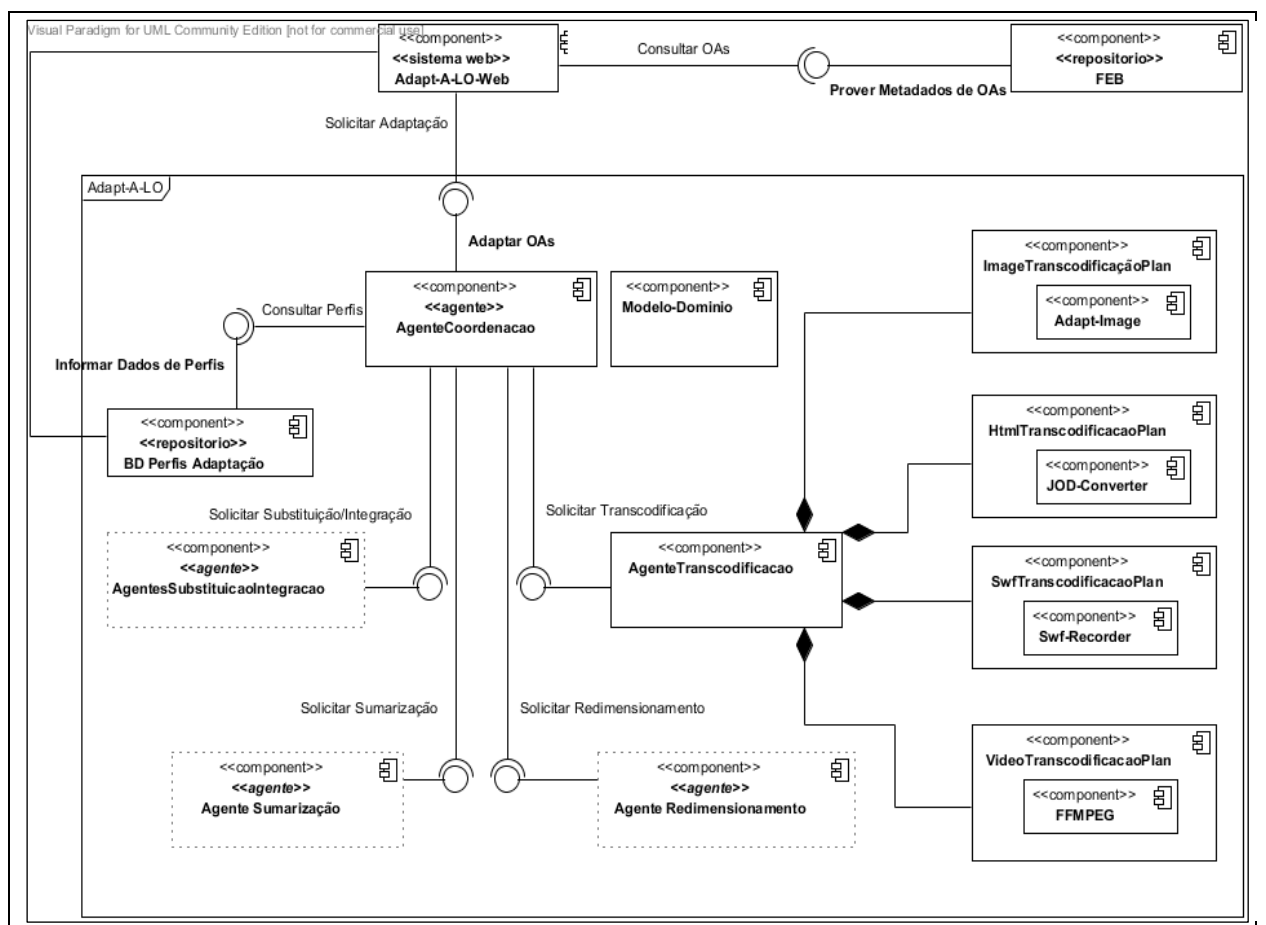 Visual Paradigm for UML Community Edition [not for commercial use]
<<component>>
<<sistema web>>
Adapt-A-LO-Web
Consultar OAs
Prover Metadados de OAs
<<component>>
<<repositorio>>
FEB
Solicitar Adaptação
Adapt-A-LO
Adaptar OAs
<<component>>
<<agente>>
AgenteCoordenacao
<<component>>
Modelo-Dominio
<<component>>
ImageTranscodificaçãoPlan
<<component>>
Adapt-Image
Consultar Perfis
Informar Dados de Perfis
<<component>>
<<repositorio>>
BD Perfis Adaptação
<<component>>
HtmlTranscodificacaoPlan
<<component>>
JOD-Converter
Solicitar Substituição/Integração
Solicitar Transcodificação
<<component>>
<<agente>>
AgentesSubstituicaoIntegracao
<<component>>
AgenteTranscodificacao
<<component>>
SwfTranscodificacaoPlan
<<component>>
Swf-Recorder
Solicitar Sumarização
Solicitar Redimensionamento
<<component>>
<<agente>>
Agente Sumarização
<<component>>
<<agente>>
Agente Redimensionamento
<<component>>
VideoTranscodificacaoPlan
<<component>>
FFMPEG